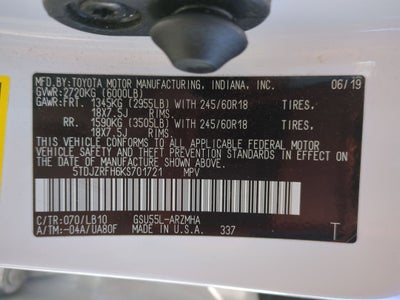 MFD.BY:TOYOTA MOTOR MANUFACTURING, INDIANA, INC. 06/19
GVWR:2720KG (6000LB)
GAWR:FRT. 1345KG (2955LB) WITH 245/60R18 TIRES,
18X7.5J RIMS,
RR. 1590KG (3505LB) WITH 245/60R18 TIRES,
18X7.5J RIMS,
THIS VEHICLE CONFORMS TO ALL APPLICABLE FEDERAL MOTOR
VEHICLE SAFETY AND THEFT PREVENTION STANDARDS IN
EFFECT ON THE DATE OF MANUFACTURE SHOWN ABOVE.
5TDJZRFH6KS701721 MPV
C/TR:070/LB10 GSU55L-ARZMHA
A/TM:-04A/UA80F MADE IN U.S.A. 337 T